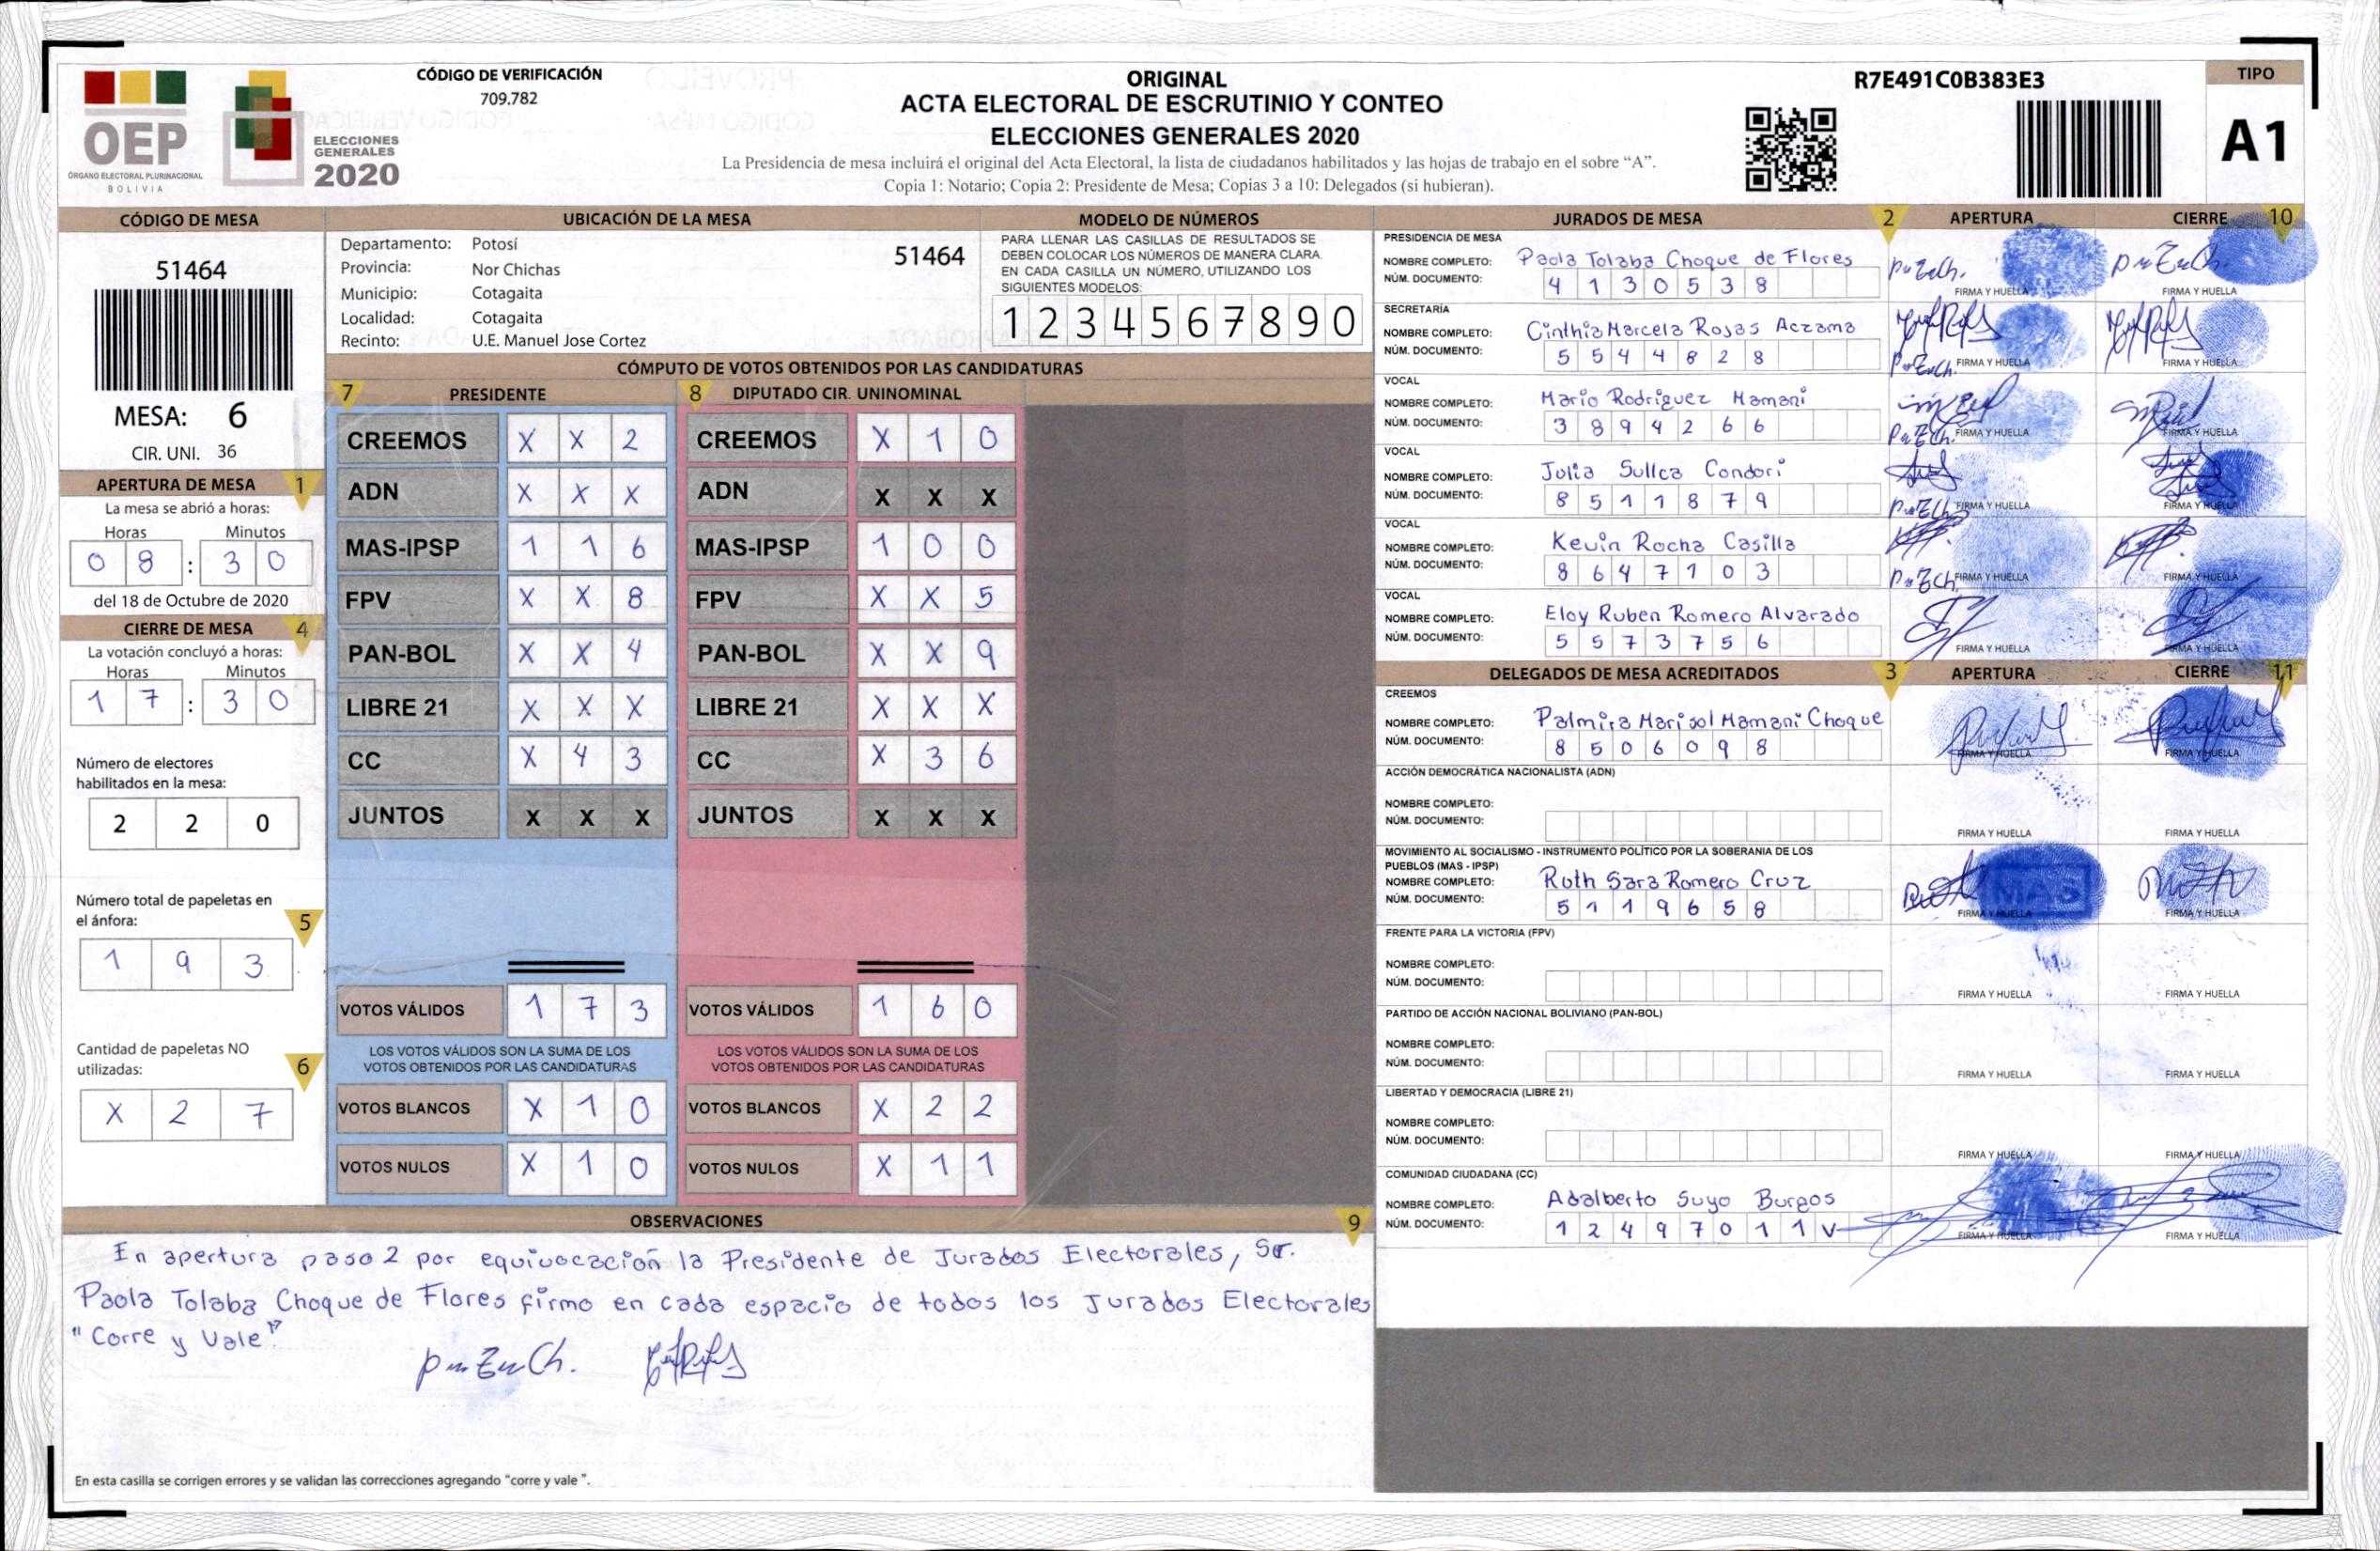 OEP
ÓRGANO ELECTORAL PLURINACIONAL
BOLIVIA
ELECCIONES
GENERALES
2020
CÓDIGO DE VERIFICACIÓN
709.782
ORIGINAL
ACTA ELECTORAL DE ESCRUTINIO Y CONTEO
ELECCIONES GENERALES 2020
La Presidencia de mesa incluirá el original del Acta Electoral, la lista de ciudadanos habilitados y las hojas de trabajo en el sobre “A”.
Copia 1: Notario; Copia 2: Presidente de Mesa; Copias 3 a 10: Delegados (si hubieran).
R7E491C0B383E3
TIPO
A1
CÓDIGO DE MESA
51464
MESA: 6
CIR. UNI. 36
APERTURA DE MESA 1
La mesa se abrió a horas:
Horas Minutos
0 8 : 3 0
del 18 de Octubre de 2020
CIERRE DE MESA 4
La votación concluyó a horas:
Horas Minutos
1 7 : 3 0
Número de electores
habilitados en la mesa:
2 2 0
Número total de papeletas en
el ánfora: 5
1 9 3
Cantidad de papeletas NO
utilizadas: 6
X 2 7
UBICACIÓN DE LA MESA
Departamento: Potosí
51464
Provincia: Nor Chichas
Municipio: Cotagaita
Localidad: Cotagaita
Recinto: U.E. Manuel Jose Cortez
MODELO DE NÚMEROS
PARA LLENAR LAS CASILLAS DE RESULTADOS SE
DEBEN COLOCAR LOS NÚMEROS DE MANERA CLARA.
EN CADA CASILLA UN NÚMERO, UTILIZANDO LOS
SIGUIENTES MODELOS:
1 2 3 4 5 6 7 8 9 0
CÓMPUTO DE VOTOS OBTENIDOS POR LAS CANDIDATURAS
7 PRESIDENTE
CREEMOS X X 2
ADN X X X
MAS-IPSP 1 1 6
FPV X X 8
PAN-BOL X X 4
LIBRE 21 X X X
CC X 4 3
JUNTOS X X X
VOTOS VÁLIDOS 1 7 3
LOS VOTOS VÁLIDOS SON LA SUMA DE LOS
VOTOS OBTENIDOS POR LAS CANDIDATURAS
VOTOS BLANCOS X 1 0
VOTOS NULOS X 1 0
8 DIPUTADO CIR. UNINOMINAL
CREEMOS X 1 0
ADN X X X
MAS-IPSP 1 0 0
FPV X X 5
PAN-BOL X X 9
LIBRE 21 X X X
CC X 3 6
JUNTOS X X X
VOTOS VÁLIDOS 1 6 0
LOS VOTOS VÁLIDOS SON LA SUMA DE LOS
VOTOS OBTENIDOS POR LAS CANDIDATURAS
VOTOS BLANCOS X 2 2
VOTOS NULOS X 1 1
OBSERVACIONES 9
En apertura paso 2 por equivocación la Presidente de Jurados Electorales, Sr.
Paola Tolaba Choque de Flores firmo en cada espacio de todos los Jurados Electorales
"Corre y Vale"
En esta casilla se corrigen errores y se validan las correcciones agregando "corre y vale ".
JURADOS DE MESA 2 APERTURA CIERRE 10
PRESIDENCIA DE MESA
NOMBRE COMPLETO: Paola Tolaba Choque de Flores
NÚM. DOCUMENTO: 4 1 3 0 5 3 8
FIRMA Y HUELLA FIRMA Y HUELLA
SECRETARÍA
NOMBRE COMPLETO: Cinthia Marcela Rojas Aczama
NÚM. DOCUMENTO: 5 5 4 4 8 2 8
FIRMA Y HUELLA FIRMA Y HUELLA
VOCAL
NOMBRE COMPLETO: Mario Rodriguez Mamani
NÚM. DOCUMENTO: 3 8 9 4 2 6 6
FIRMA Y HUELLA FIRMA Y HUELLA
VOCAL
NOMBRE COMPLETO: Julia Sullca Condori
NÚM. DOCUMENTO: 8 5 1 1 8 7 9
FIRMA Y HUELLA FIRMA Y HUELLA
VOCAL
NOMBRE COMPLETO: Kevin Rocha Casilla
NÚM. DOCUMENTO: 8 6 4 7 1 0 3
FIRMA Y HUELLA FIRMA Y HUELLA
VOCAL
NOMBRE COMPLETO: Eloy Ruben Romero Alvarado
NÚM. DOCUMENTO: 5 5 7 3 7 5 6
FIRMA Y HUELLA FIRMA Y HUELLA
DELEGADOS DE MESA ACREDITADOS 3 APERTURA CIERRE 11
CREEMOS
NOMBRE COMPLETO: Palmira Marisol Mamani Choque
NÚM. DOCUMENTO: 8 5 0 6 0 9 8
FIRMA Y HUELLA FIRMA Y HUELLA
ACCIÓN DEMOCRÁTICA NACIONALISTA (ADN)
NOMBRE COMPLETO:
NÚM. DOCUMENTO:
FIRMA Y HUELLA FIRMA Y HUELLA
MOVIMIENTO AL SOCIALISMO - INSTRUMENTO POLÍTICO POR LA SOBERANIA DE LOS
PUEBLOS (MAS - IPSP)
NOMBRE COMPLETO: Ruth Sara Romero Cruz
NÚM. DOCUMENTO: 5 1 1 9 6 5 8
MAS
FIRMA Y HUELLA FIRMA Y HUELLA
FRENTE PARA LA VICTORIA (FPV)
NOMBRE COMPLETO:
NÚM. DOCUMENTO:
FIRMA Y HUELLA FIRMA Y HUELLA
PARTIDO DE ACCIÓN NACIONAL BOLIVIANO (PAN-BOL)
NOMBRE COMPLETO:
NÚM. DOCUMENTO:
FIRMA Y HUELLA FIRMA Y HUELLA
LIBERTAD Y DEMOCRACIA (LIBRE 21)
NOMBRE COMPLETO:
NÚM. DOCUMENTO:
FIRMA Y HUELLA FIRMA Y HUELLA
COMUNIDAD CIUDADANA (CC)
NOMBRE COMPLETO: Adalberto Suyo Burgos
NÚM. DOCUMENTO: 1 2 4 9 7 0 1 1 V
FIRMA Y HUELLA FIRMA Y HUELLA